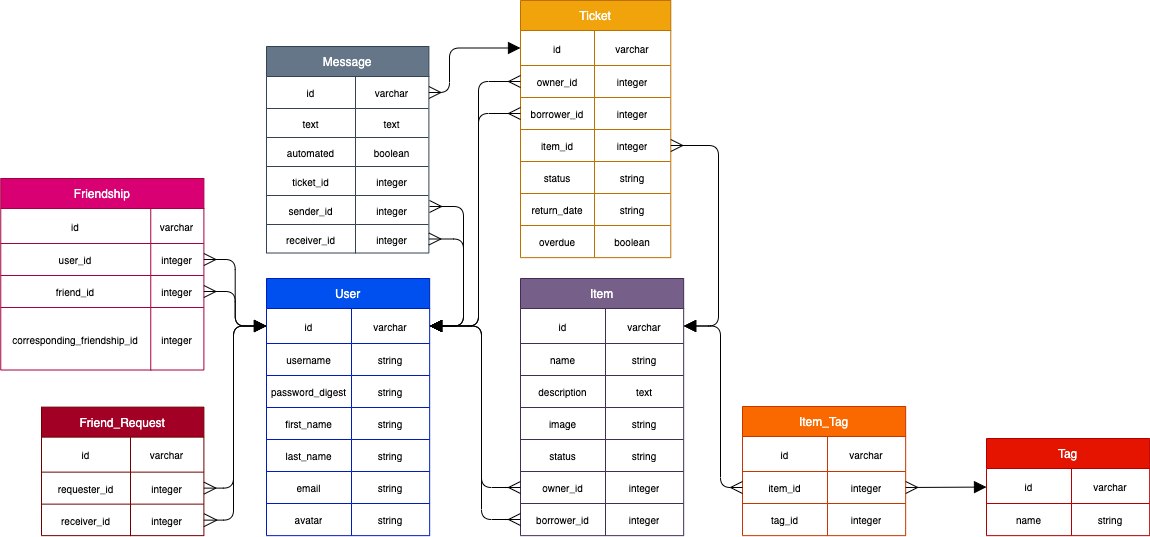 Ticket
id varchar
owner_id integer
borrower_id integer
item_id integer
status string
return_date string
overdue boolean
Message
id varchar
text text
automated boolean
ticket_id integer
sender_id integer
receiver_id integer
Friendship
id varchar
user_id integer
friend_id integer
corresponding_friendship_id integer
User
id varchar
username string
password_digest string
first_name string
last_name string
email string
avatar string
Item
id varchar
name string
description text
image string
status string
owner_id integer
borrower_id integer
Friend_Request
id varchar
requester_id integer
receiver_id integer
Item_Tag
id varchar
item_id integer
tag_id integer
Tag
id varchar
name string